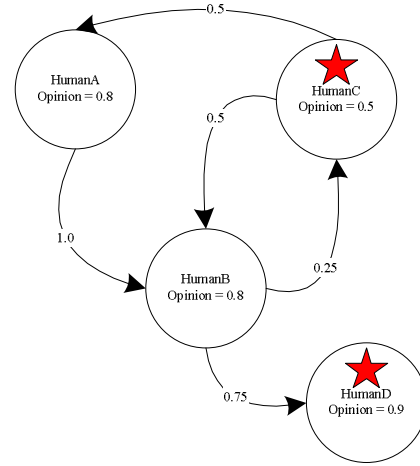 0.5
HumanA
Opinion = 0.8
HumanC
Opinion = 0.5
0.5
1.0
0.25
HumanB
Opinion = 0.8
0.75
HumanD
Opinion = 0.9